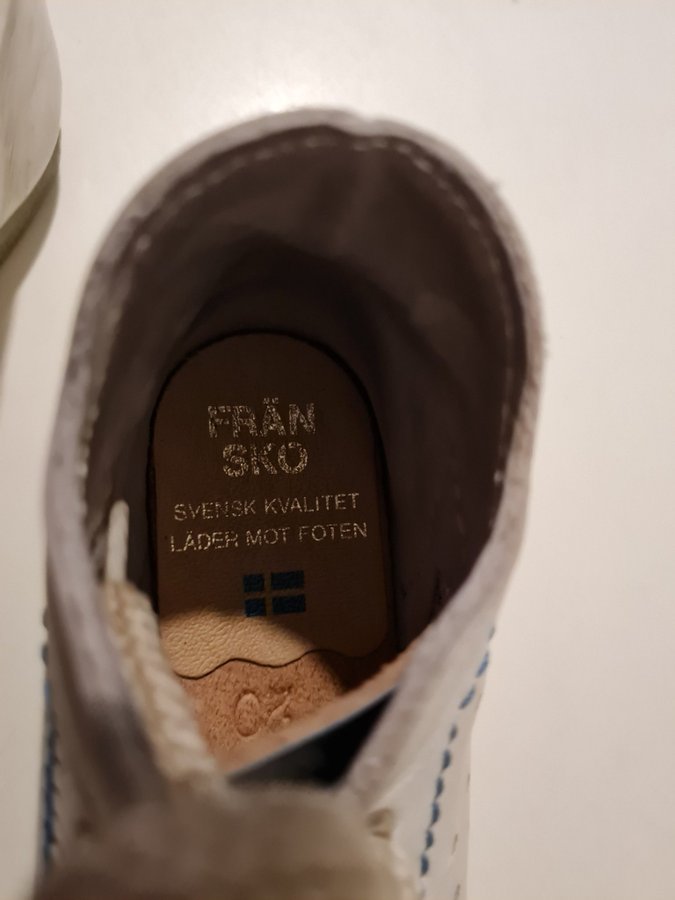 FRÄN
SKO
SVENSK KVALITET
LÄDER MOT FOTEN
20